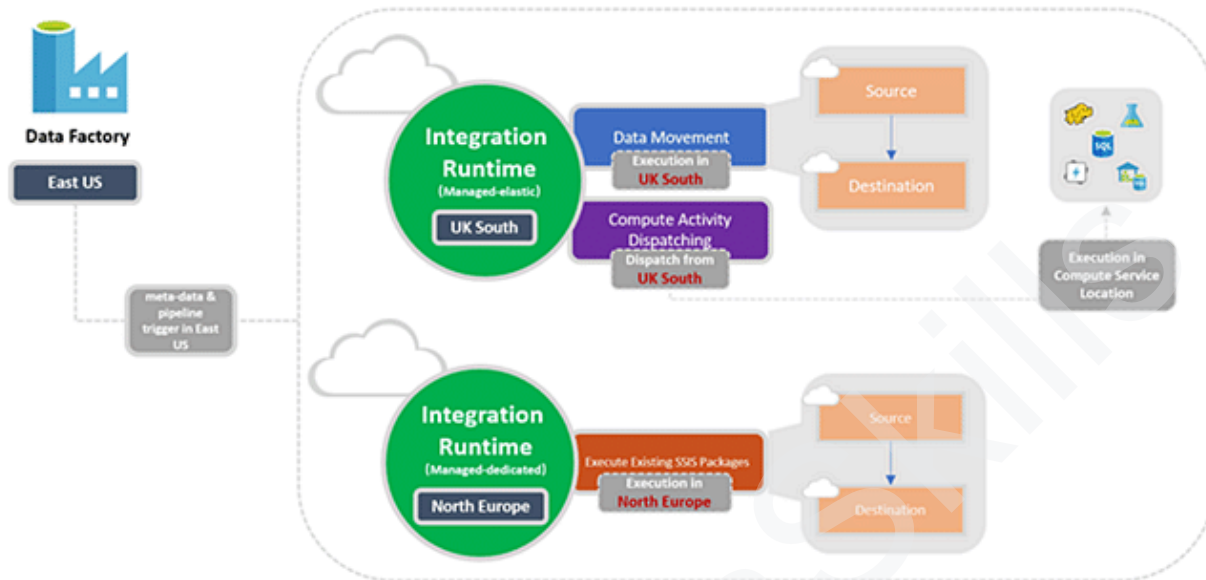 Data Factory
East US
meta-data &
pipeline
trigger in East
US
Integration
Runtime
(Managed-elastic)
UK South
Data Movement
Execution in
UK South
Compute Activity
Dispatching
Dispatch from
UK South
Source
Destination
SQL
Execution in
Compute Service
Location
Integration
Runtime
(Managed-dedicated)
North Europe
Execute Existing SSIS Packages
Execution in
North Europe
Source
Destination
skills